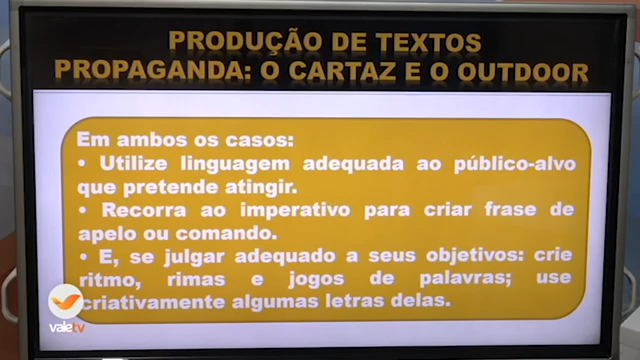 PRODUÇÃO DE TEXTOS
PROPAGANDA: O CARTAZ E O OUTDOOR
Em ambos os casos:
• Utilize linguagem adequada ao público-alvo
que pretende atingir.
• Recorra ao imperativo para criar frase de
apelo ou comando.
• E, se julgar adequado a seus objetivos: crie
ritmo, rimas e jogos de palavras; use
criativamente algumas letras delas.
valetv